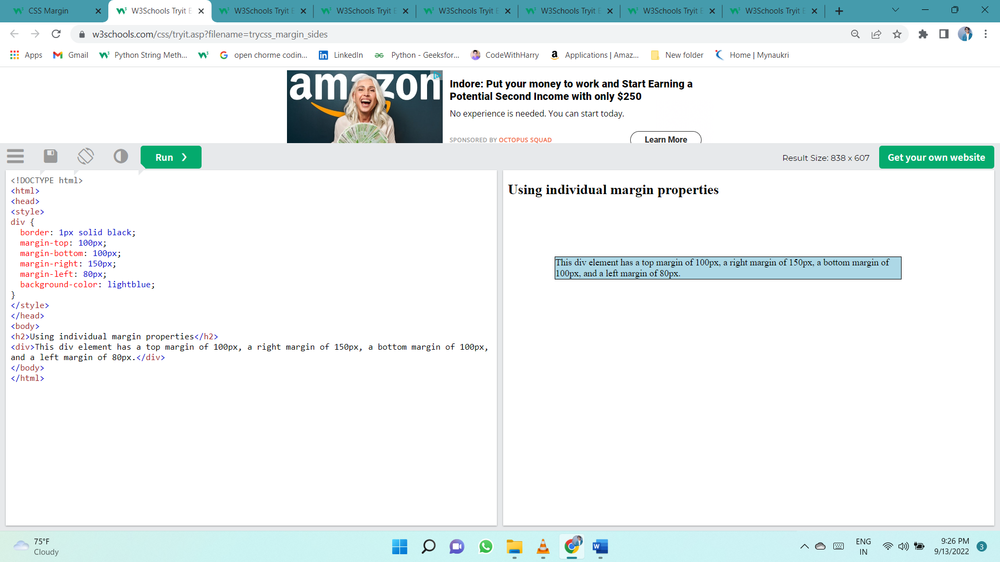 CSS Margin
W3Schools Tryit E
W3Schools Tryit E
W3Schools Tryit E
W3Schools Tryit E
W3Schools Tryit E
W3Schools Tryit E
W3Schools Tryit E
w3schools.com/css/tryit.asp?filename=trycss_margin_sides
Apps
Gmail
Python String Meth...
open chorme codin...
LinkedIn
Python - Geeksfor...
CodeWithHarry
Applications | Amaz...
New folder
Home | Mynaukri
amazon
Indore: Put your money to work and Start Earning a
Potential Second Income with only $250
No experience is needed. You can start today.
SPONSORED BY OCTOPUS SQUAD
Learn More
Run ❯
Result Size: 838 x 607
Get your own website
<!DOCTYPE html>
<html>
<head>
<style>
div {
  border: 1px solid black;
  margin-top: 100px;
  margin-bottom: 100px;
  margin-right: 150px;
  margin-left: 80px;
  background-color: lightblue;
}
</style>
</head>
<body>
<h2>Using individual margin properties</h2>
<div>This div element has a top margin of 100px, a right margin of 150px, a bottom margin of 100px,
and a left margin of 80px.</div>
</body>
</html>
Using individual margin properties
This div element has a top margin of 100px, a right margin of 150px, a bottom margin of
100px, and a left margin of 80px.
75°F
Cloudy
ENG
IN
9:26 PM
9/13/2022
3